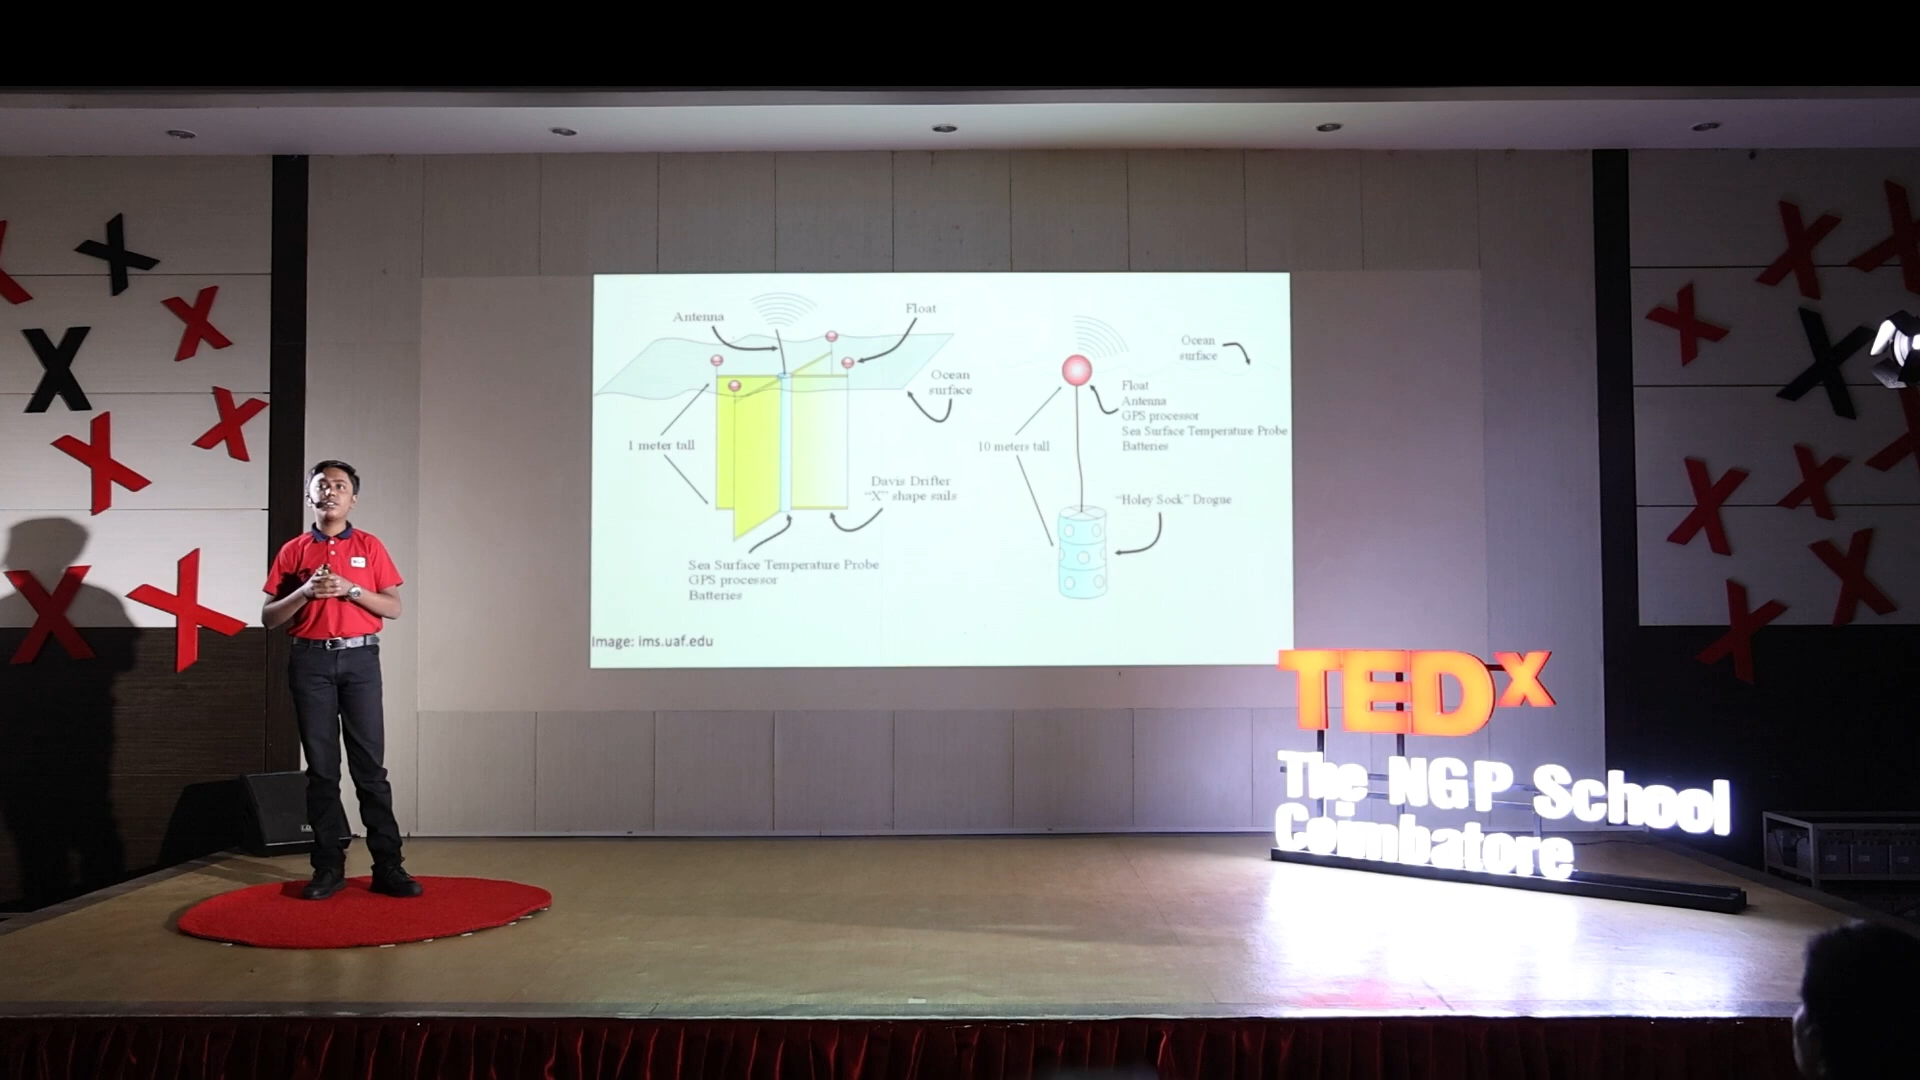 Antenna
Float
Ocean
surface
1 meter tall
Davis Drifter
"X" shape sails
Sea Surface Temperature Probe
GPS processor
Batteries
Ocean
surface
Float
Antenna
GPS processor
Sea Surface Temperature Probe
Batteries
10 meters tall
"Holey Sock" Drogue
Image: ims.uaf.edu
TEDx
The NGP School
Coimbatore